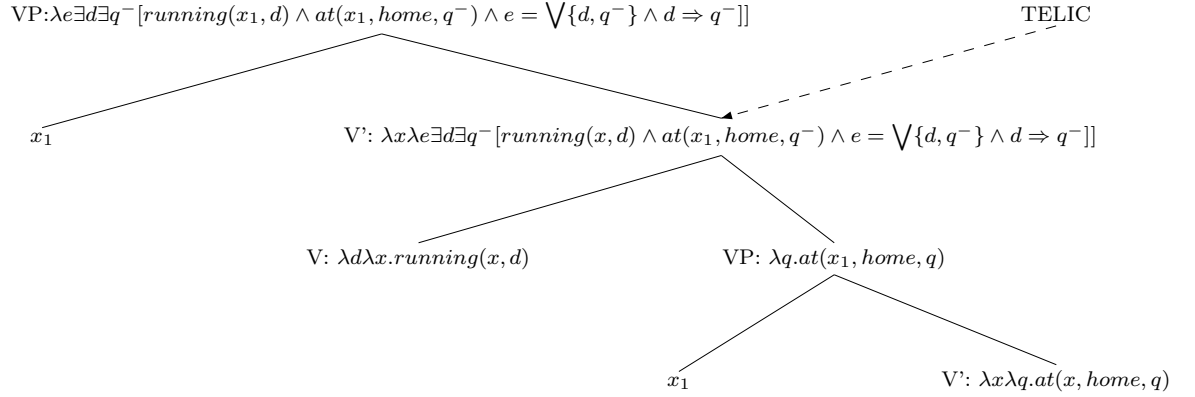 VP:λe∃d∃q⁻[running(x₁, d) ∧ at(x₁, home, q⁻) ∧ e = ⋁{d, q⁻} ∧ d ⇒ q⁻]] TELIC
x₁ V’: λxλe∃d∃q⁻[running(x, d) ∧ at(x₁, home, q⁻) ∧ e = ⋁{d, q⁻} ∧ d ⇒ q⁻]]
V: λdλx.running(x, d) VP: λq.at(x₁, home, q)
x₁ V’: λxλq.at(x, home, q)